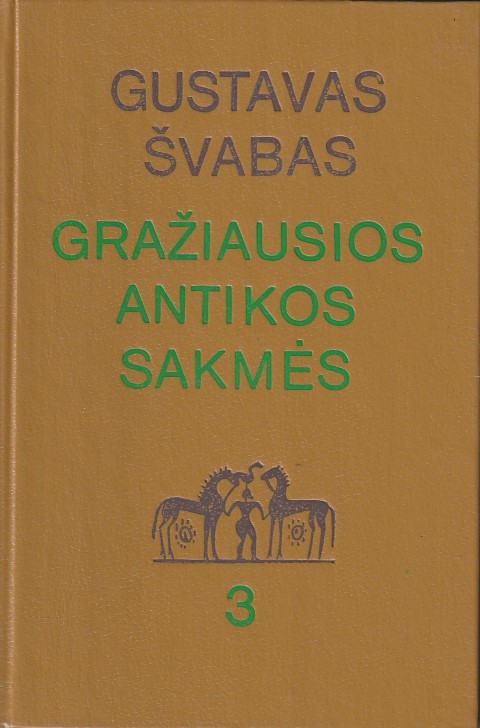 GUSTAVAS
ŠVABAS
GRAŽIAUSIOS
ANTIKOS
SAKMĖS
3